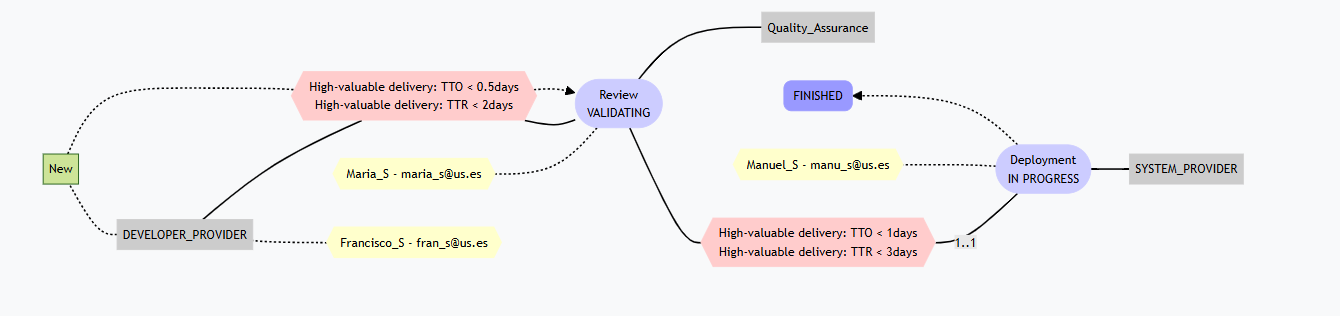 Quality_Assurance
High-valuable delivery: TTO < 0.5days
High-valuable delivery: TTR < 2days
Review
VALIDATING
FINISHED
New
Maria_S - maria_s@us.es
Manuel_S - manu_s@us.es
Deployment
IN PROGRESS
SYSTEM_PROVIDER
DEVELOPER_PROVIDER
Francisco_S - fran_s@us.es
High-valuable delivery: TTO < 1days
High-valuable delivery: TTR < 3days
1..1